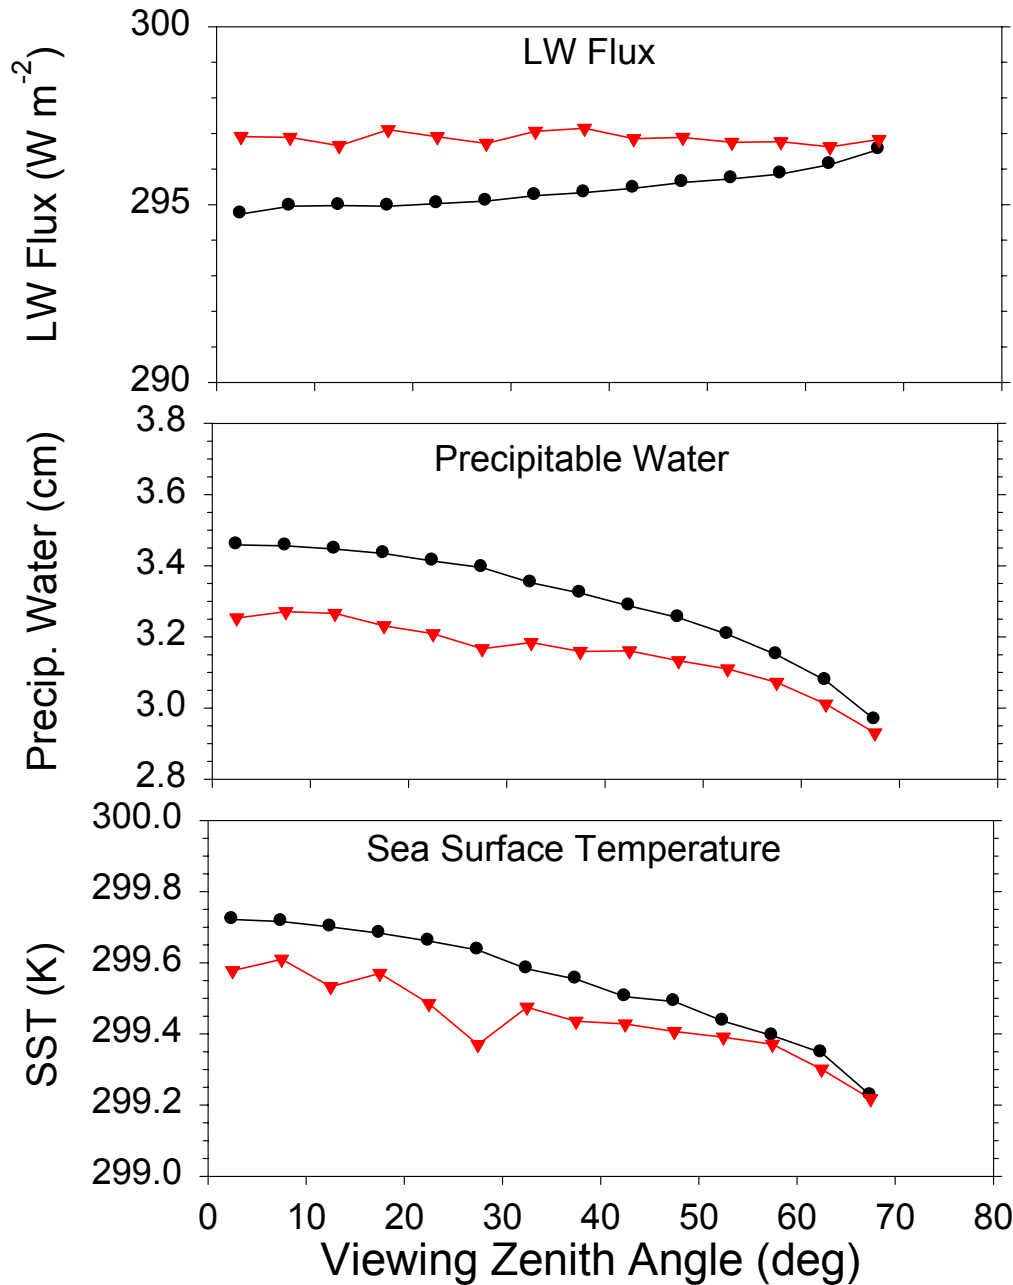 300
LW Flux
295
290
LW Flux (W m-2)
3.8
Precipitable Water
3.6
3.4
3.2
3.0
2.8
Precip. Water (cm)
300.0
Sea Surface Temperature
299.8
299.6
299.4
299.2
299.0
SST (K)
0 10 20 30 40 50 60 70 80
Viewing Zenith Angle (deg)